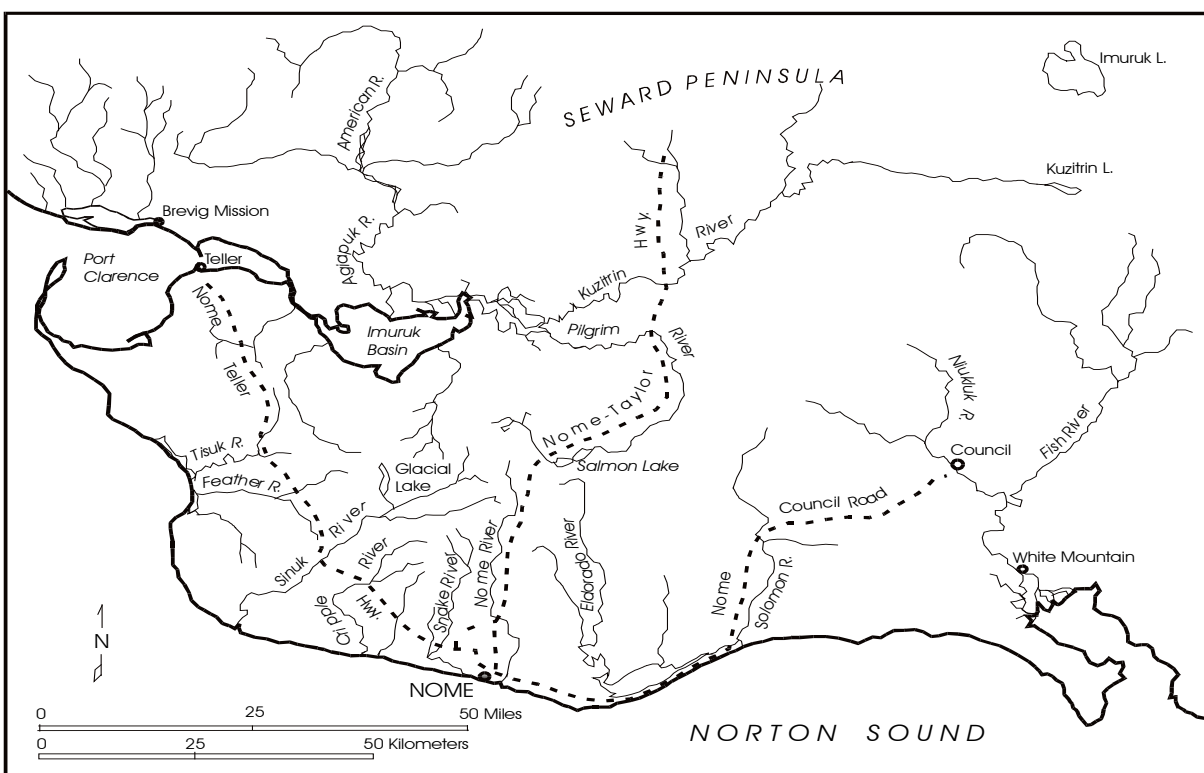 SEWARD PENINSULA
Imuruk L.
American R.
Kuzitrin L.
Brevig Mission
Port
Clarence
Teller
Agiapuk R.
Hwy.
River
Kuzitrin
Nome
Teller
Imuruk
Basin
Pilgrim
River
Niukluk R.
Nome-Taylor
Fish River
Tisuk R.
Feather R.
Glacial
Lake
Salmon Lake
Council
Council Road
Sinuk River
River
Cripple
Hwy.
Snake River
Nome River
Eldorado River
Nome
Solomon R.
White Mountain
N
NOME
NORTON SOUND
0 25 50 Miles
0 25 50 Kilometers